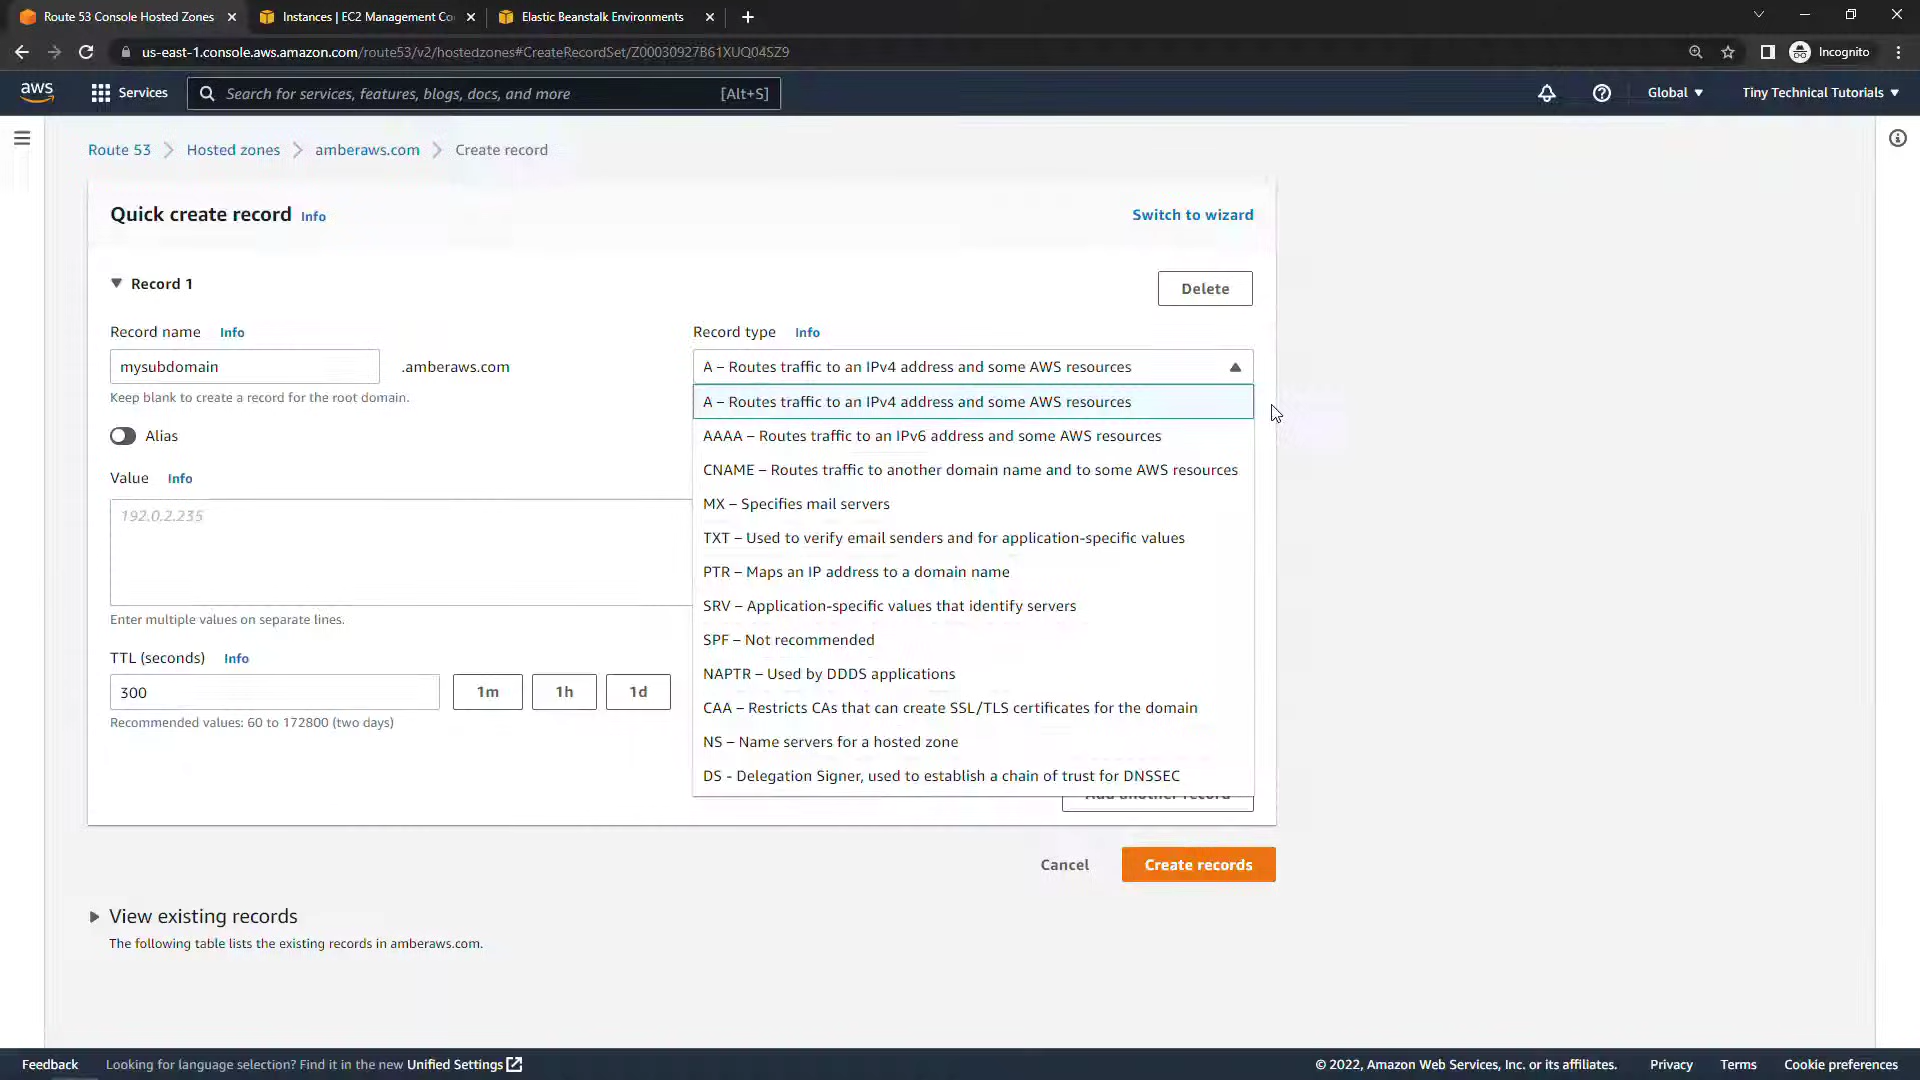 Route 53 Console Hosted Zones
Instances | EC2 Management Co
Elastic Beanstalk Environments
us-east-1.console.aws.amazon.com/route53/v2/hostedzones#CreateRecordSet/Z00030927B61XUQ04SZ9
Incognito
aws
Services
Search for services, features, blogs, docs, and more
[Alt+S]
Global
Tiny Technical Tutorials
Route 53
Hosted zones
amberaws.com
Create record
Quick create record Info
Switch to wizard
Record 1
Delete
Record name Info
Record type Info
mysubdomain
.amberaws.com
A – Routes traffic to an IPv4 address and some AWS resources
Keep blank to create a record for the root domain.
A – Routes traffic to an IPv4 address and some AWS resources
Alias
AAAA – Routes traffic to an IPv6 address and some AWS resources
CNAME – Routes traffic to another domain name and to some AWS resources
Value Info
MX – Specifies mail servers
192.0.2.235
TXT – Used to verify email senders and for application-specific values
PTR – Maps an IP address to a domain name
SRV – Application-specific values that identify servers
Enter multiple values on separate lines.
SPF – Not recommended
TTL (seconds) Info
NAPTR – Used by DDDS applications
300
1m
1h
1d
CAA – Restricts CAs that can create SSL/TLS certificates for the domain
Recommended values: 60 to 172800 (two days)
NS – Name servers for a hosted zone
DS - Delegation Signer, used to establish a chain of trust for DNSSEC
Add another record
Cancel
Create records
View existing records
The following table lists the existing records in amberaws.com.
Feedback
Looking for language selection? Find it in the new Unified Settings
© 2022, Amazon Web Services, Inc. or its affiliates.
Privacy
Terms
Cookie preferences